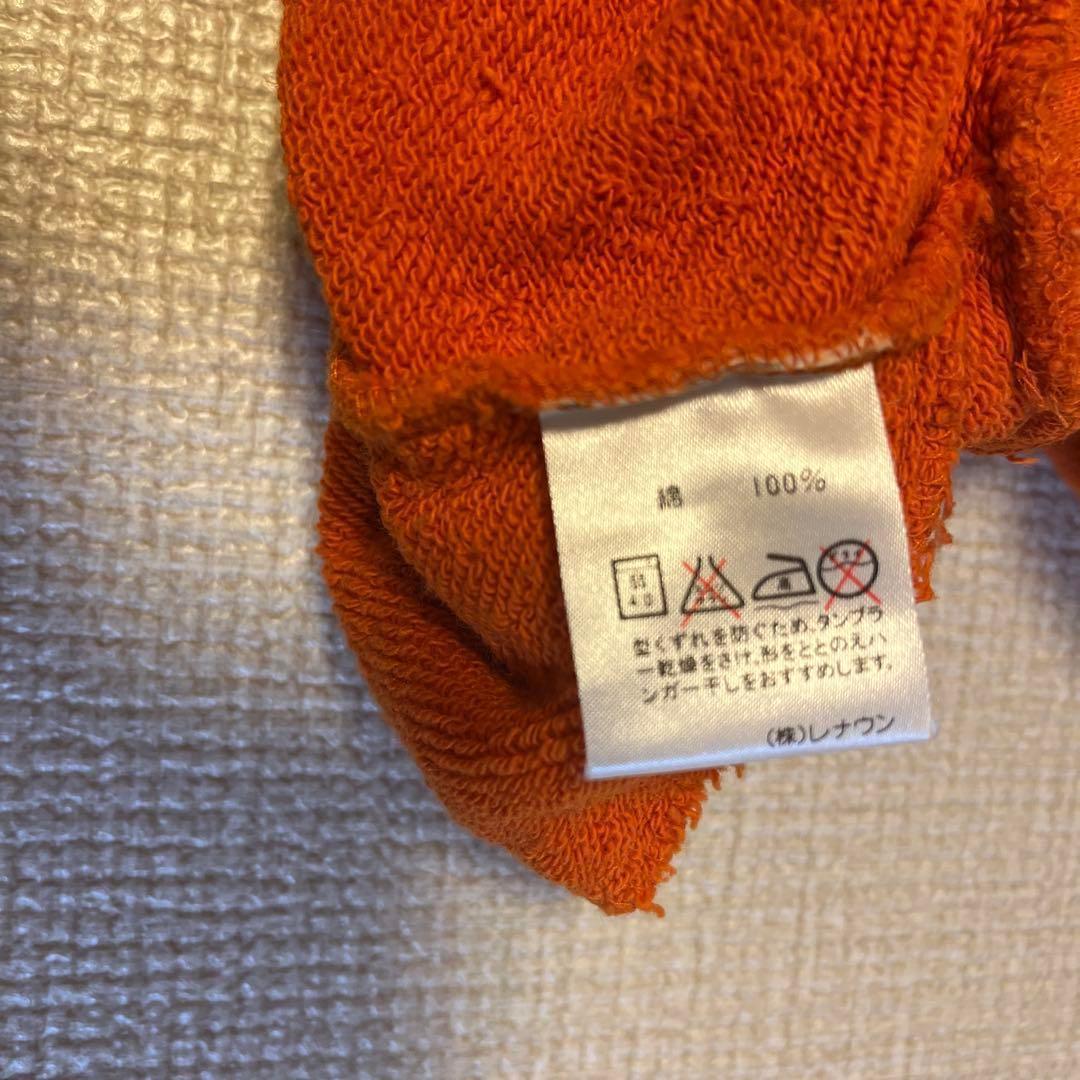 綿 100%
40
型くずれを防ぐため、タンブラ
ー乾燥をさけ、形をととのえハ
ンガー干しをおすすめします。
(株)レナウン